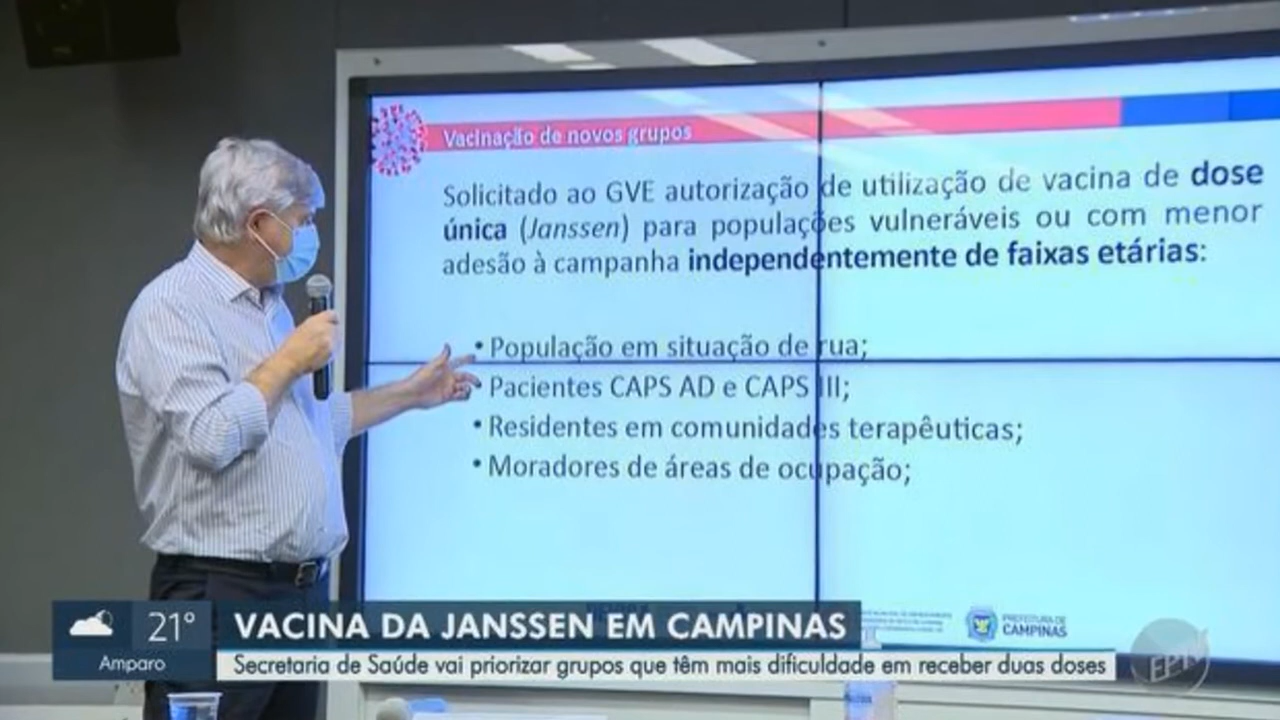 Vacinação de novos grupos
Solicitado ao GVE autorização de utilização de vacina de dose
única (Janssen) para populações vulneráveis ou com menor
adesão à campanha independentemente de faixas etárias:
• População em situação de rua;
• Pacientes CAPS AD e CAPS III;
• Residentes em comunidades terapêuticas;
• Moradores de áreas de ocupação;
PREFEITURA DE
CAMPINAS
21°
Amparo
VACINA DA JANSSEN EM CAMPINAS
Secretaria de Saúde vai priorizar grupos que têm mais dificuldade em receber duas doses
EPTV